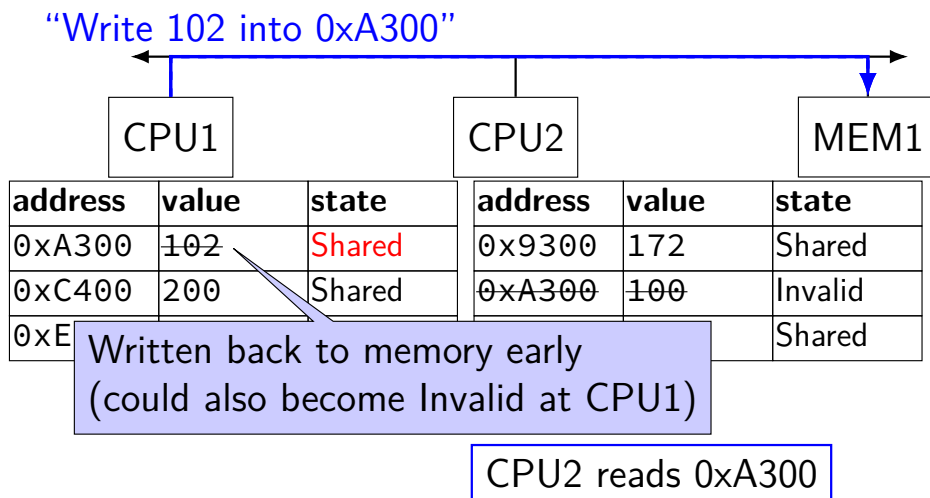 “Write 102 into 0xA300”
CPU1 CPU2 MEM1
address value state address value state
0xA300 102 Shared 0x9300 172 Shared
0xC400 200 Shared 0xA300 100 Invalid
0xE Shared
Written back to memory early
(could also become Invalid at CPU1)
CPU2 reads 0xA300